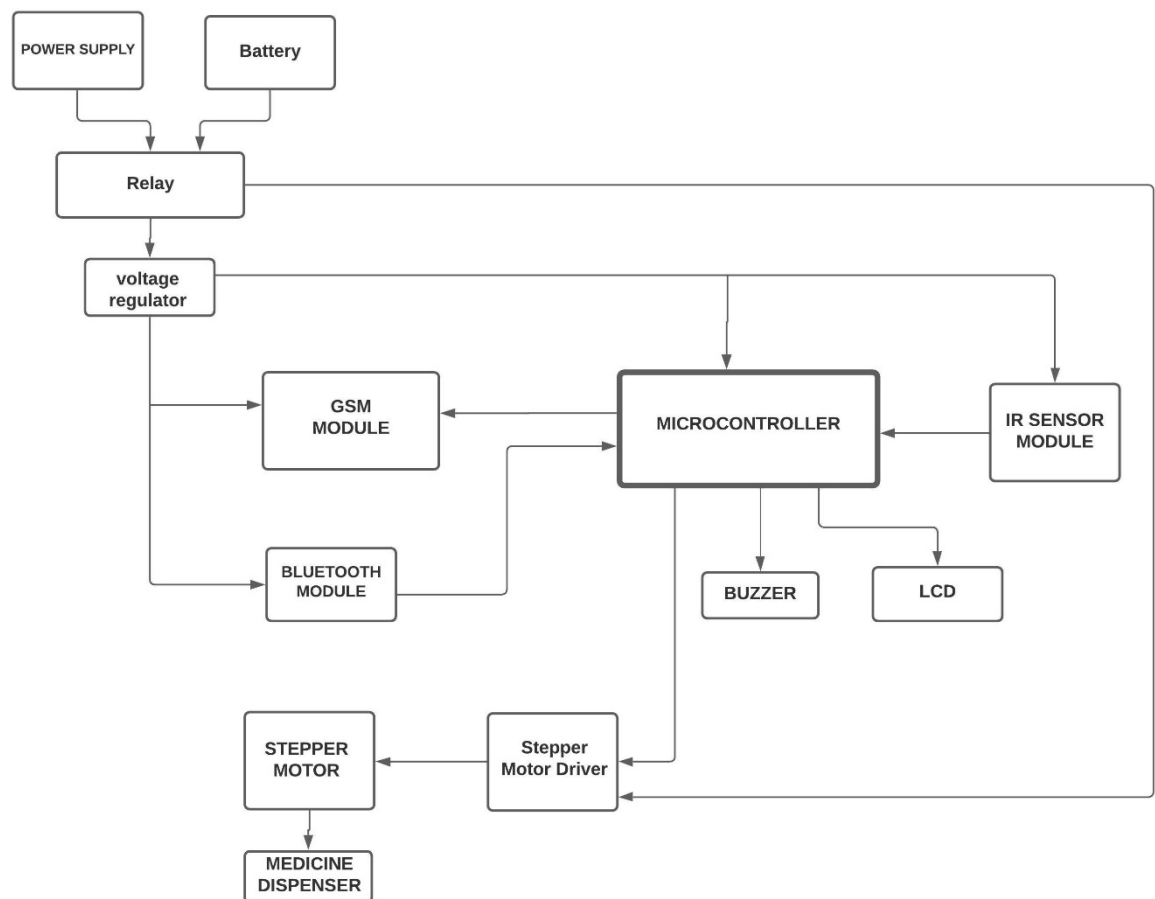 POWER SUPPLY
Battery
Relay
voltage
regulator
GSM
MODULE
MICROCONTROLLER
IR SENSOR
MODULE
BLUETOOTH
MODULE
BUZZER
LCD
STEPPER
MOTOR
Stepper
Motor Driver
MEDICINE
DISPENSER